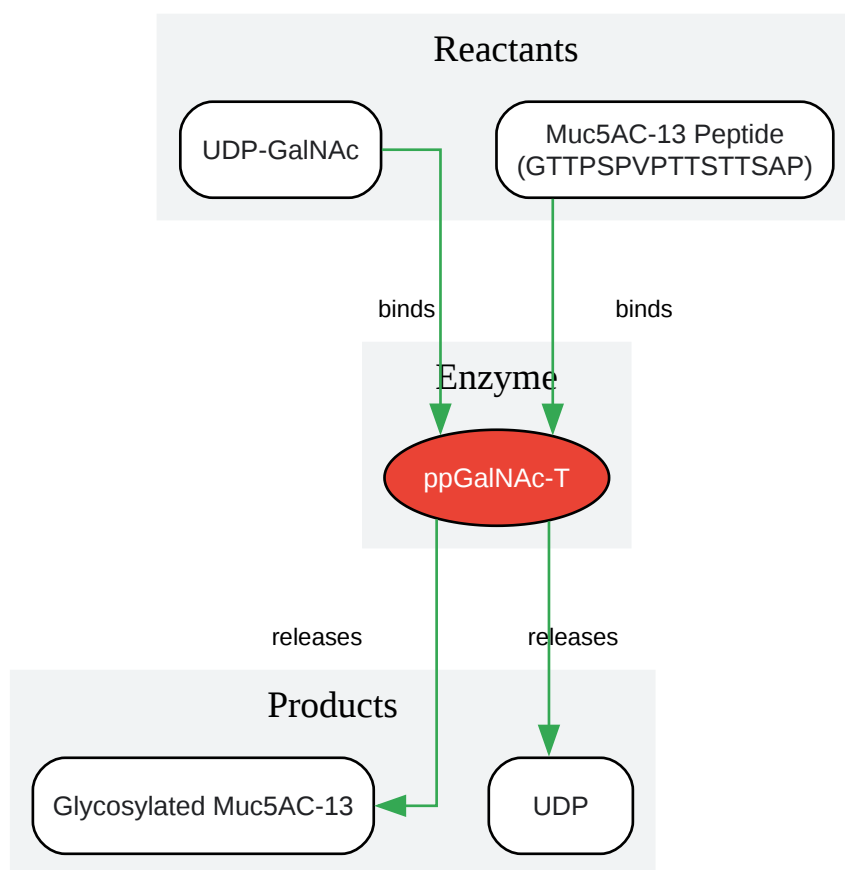 Reactants
UDP-GalNAc
Muc5AC-13 Peptide
(GTTPSPVPTTSTTSAP)
binds
binds
Enzyme
ppGalNAc-T
releases
releases
Products
Glycosylated Muc5AC-13
UDP